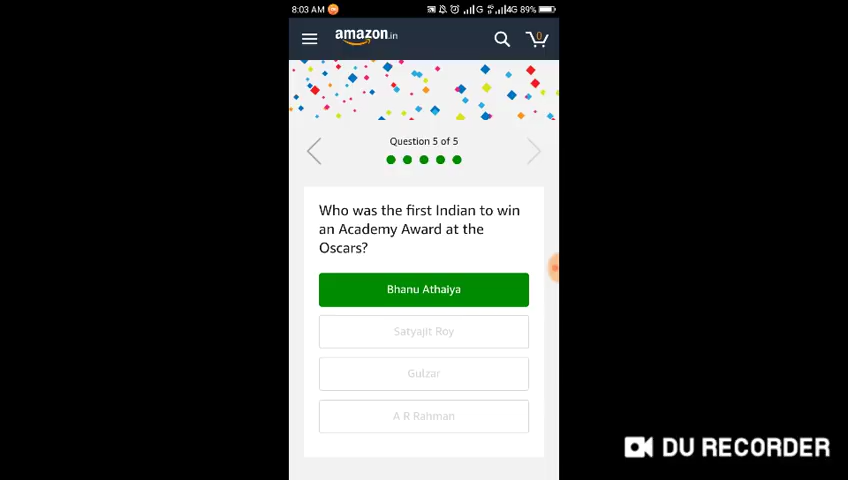 8:03 AM G 4G 89%
amazon.in
0
Question 5 of 5
Who was the first Indian to win
an Academy Award at the
Oscars?
Bhanu Athaiya
Satyajit Roy
Gulzar
A R Rahman
DU RECORDER